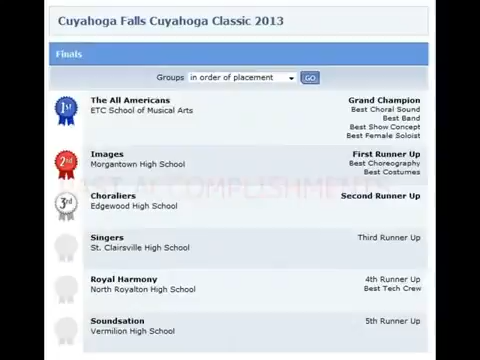 Cuyahoga Falls Cuyahoga Classic 2013
Finals
Groups in order of placement GO
1st
The All Americans
ETC School of Musical Arts
Grand Champion
Best Choral Sound
Best Band
Best Show Concept
Best Female Soloist
2nd
Images
Morgantown High School
First Runner Up
Best Choreography
Best Costumes
PAST ACCOMPLISHMENTS
3rd
Choraliers
Edgewood High School
Second Runner Up
Singers
St. Clairsville High School
Third Runner Up
Royal Harmony
North Royalton High School
4th Runner Up
Best Tech Crew
Soundsation
Vermilion High School
5th Runner Up